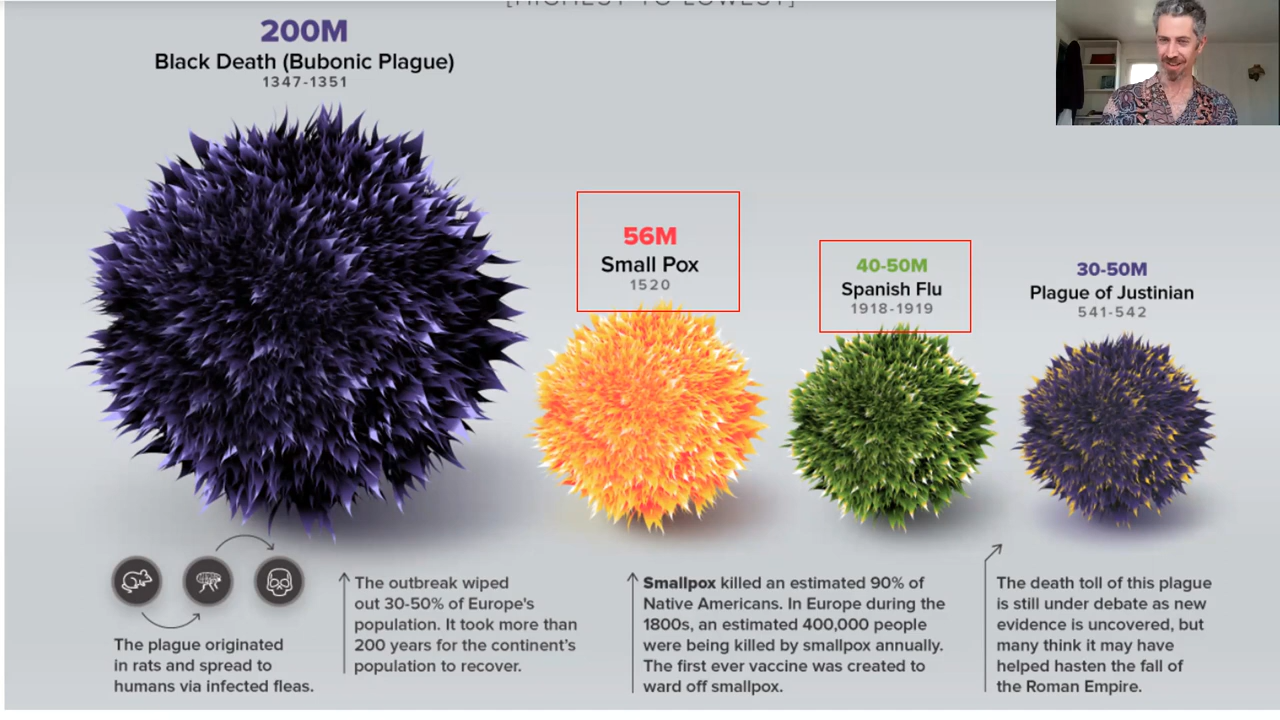 [HIGHEST TO LOWEST]
200M
Black Death (Bubonic Plague)
1347-1351
56M
Small Pox
1520
40-50M
Spanish Flu
1918-1919
30-50M
Plague of Justinian
541-542
The plague originated
in rats and spread to
humans via infected fleas.
The outbreak wiped
out 30-50% of Europe's
population. It took more than
200 years for the continent's
population to recover.
Smallpox killed an estimated 90% of
Native Americans. In Europe during the
1800s, an estimated 400,000 people
were being killed by smallpox annually.
The first ever vaccine was created to
ward off smallpox.
The death toll of this plague
is still under debate as new
evidence is uncovered, but
many think it may have
helped hasten the fall of
the Roman Empire.